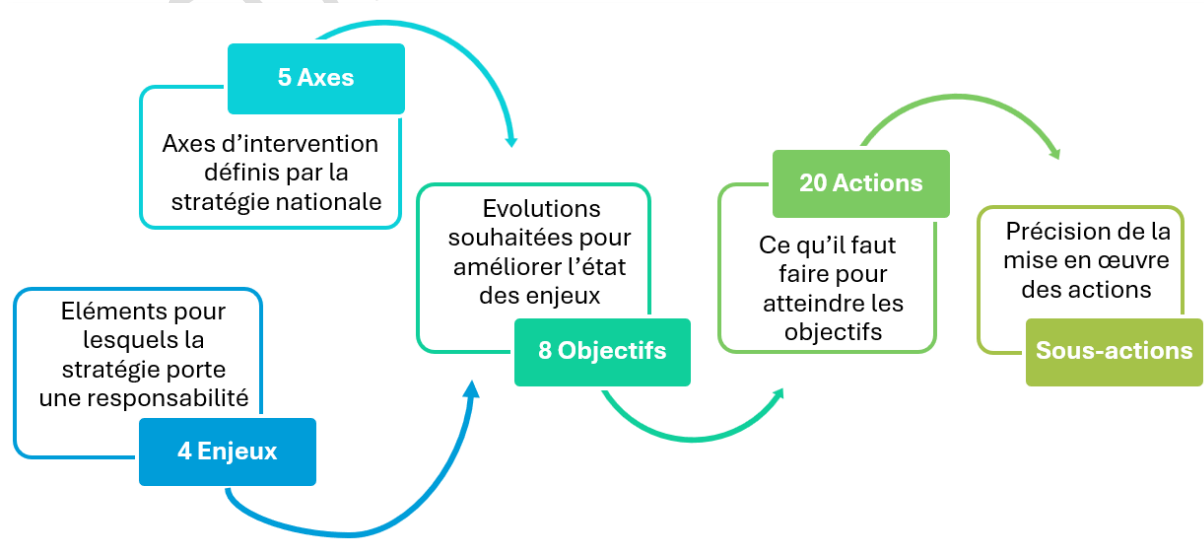 5 Axes
Axes d’intervention
définis par la
stratégie nationale
Eléments pour
lesquels la
stratégie porte
une responsabilité
4 Enjeux
Evolutions
souhaitées pour
améliorer l’état
des enjeux
8 Objectifs
20 Actions
Ce qu’il faut
faire pour
atteindre les
objectifs
Précision de la
mise en œuvre
des actions
Sous-actions